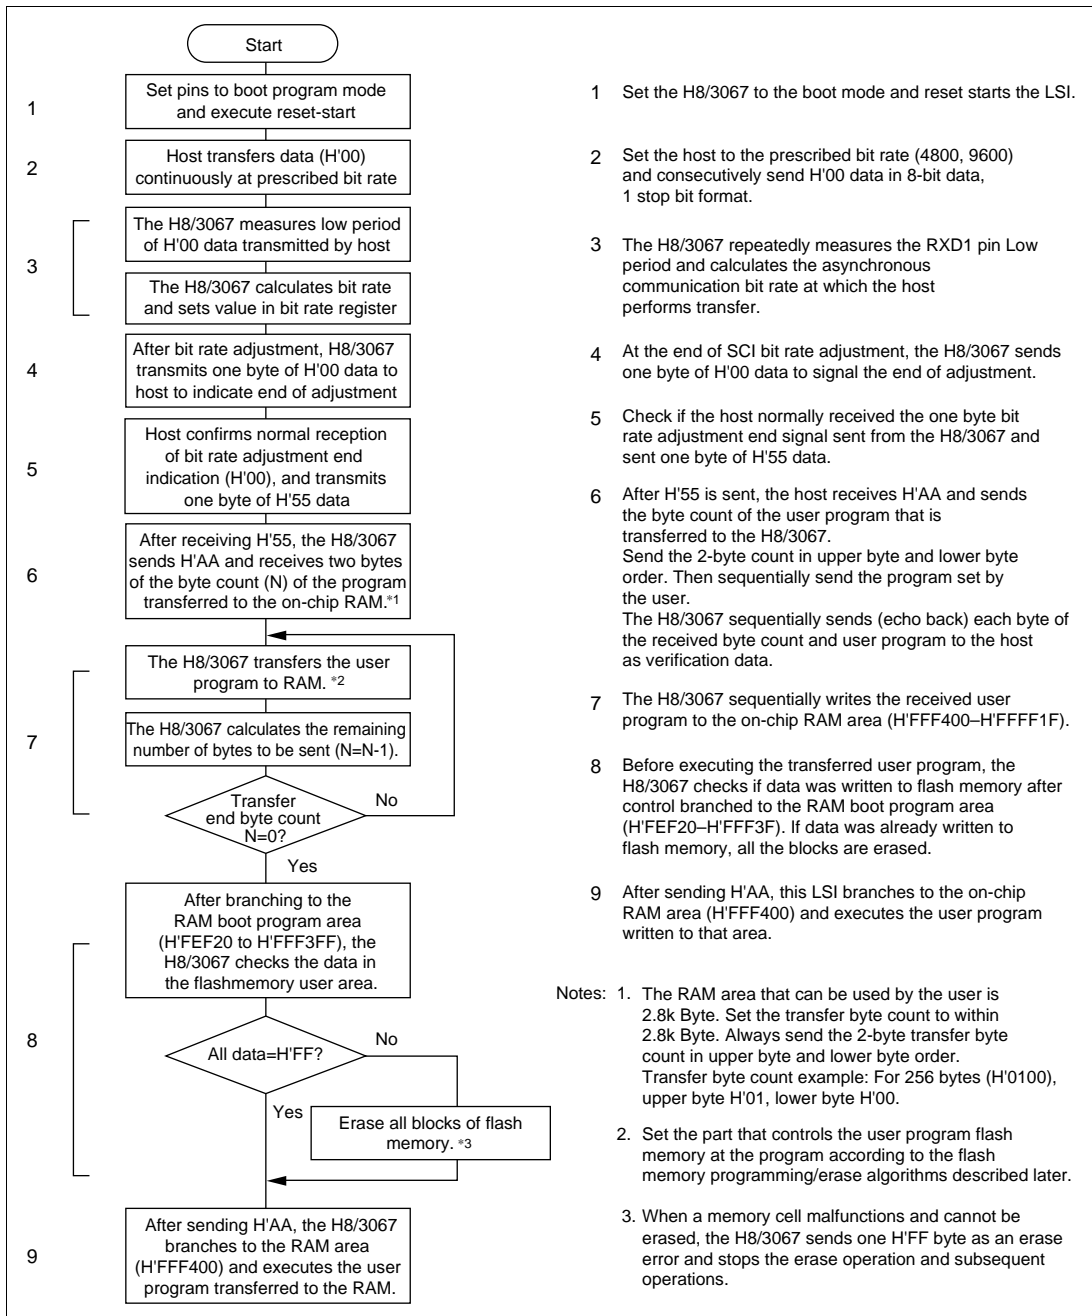 Start
1
Set pins to boot program mode
and execute reset-start
2
Host transfers data (H'00)
continuously at prescribed bit rate
3
The H8/3067 measures low period
of H'00 data transmitted by host
The H8/3067 calculates bit rate
and sets value in bit rate register
4
After bit rate adjustment, H8/3067
transmits one byte of H'00 data to
host to indicate end of adjustment
5
Host confirms normal reception
of bit rate adjustment end
indication (H'00), and transmits
one byte of H'55 data
6
After receiving H'55, the H8/3067
sends H'AA and receives two bytes
of the byte count (N) of the program
transferred to the on-chip RAM.*1
7
The H8/3067 transfers the user
program to RAM. *2
The H8/3067 calculates the remaining
number of bytes to be sent (N=N-1).
Transfer
end byte count
N=0?
No
Yes
8
After branching to the
RAM boot program area
(H'FEF20 to H'FFF3FF), the
H8/3067 checks the data in
the flashmemory user area.
All data=H'FF?
No
Yes
Erase all blocks of flash
memory. *3
9
After sending H'AA, the H8/3067
branches to the RAM area
(H'FFF400) and executes the user
program transferred to the RAM.
1 Set the H8/3067 to the boot mode and reset starts the LSI.
2 Set the host to the prescribed bit rate (4800, 9600)
and consecutively send H'00 data in 8-bit data,
1 stop bit format.
3 The H8/3067 repeatedly measures the RXD1 pin Low
period and calculates the asynchronous
communication bit rate at which the host
performs transfer.
4 At the end of SCI bit rate adjustment, the H8/3067 sends
one byte of H'00 data to signal the end of adjustment.
5 Check if the host normally received the one byte bit
rate adjustment end signal sent from the H8/3067 and
sent one byte of H'55 data.
6 After H'55 is sent, the host receives H'AA and sends
the byte count of the user program that is
transferred to the H8/3067.
Send the 2-byte count in upper byte and lower byte
order. Then sequentially send the program set by
the user.
The H8/3067 sequentially sends (echo back) each byte of
the received byte count and user program to the host
as verification data.
7 The H8/3067 sequentially writes the received user
program to the on-chip RAM area (H'FFF400–H'FFFF1F).
8 Before executing the transferred user program, the
H8/3067 checks if data was written to flash memory after
control branched to the RAM boot program area
(H'FEF20–H'FFF3F). If data was already written to
flash memory, all the blocks are erased.
9 After sending H'AA, this LSI branches to the on-chip
RAM area (H'FFF400) and executes the user program
written to that area.
Notes: 1. The RAM area that can be used by the user is
2.8k Byte. Set the transfer byte count to within
2.8k Byte. Always send the 2-byte transfer byte
count in upper byte and lower byte order.
Transfer byte count example: For 256 bytes (H'0100),
upper byte H'01, lower byte H'00.
2. Set the part that controls the user program flash
memory at the program according to the flash
memory programming/erase algorithms described later.
3. When a memory cell malfunctions and cannot be
erased, the H8/3067 sends one H'FF byte as an erase
error and stops the erase operation and subsequent
operations.